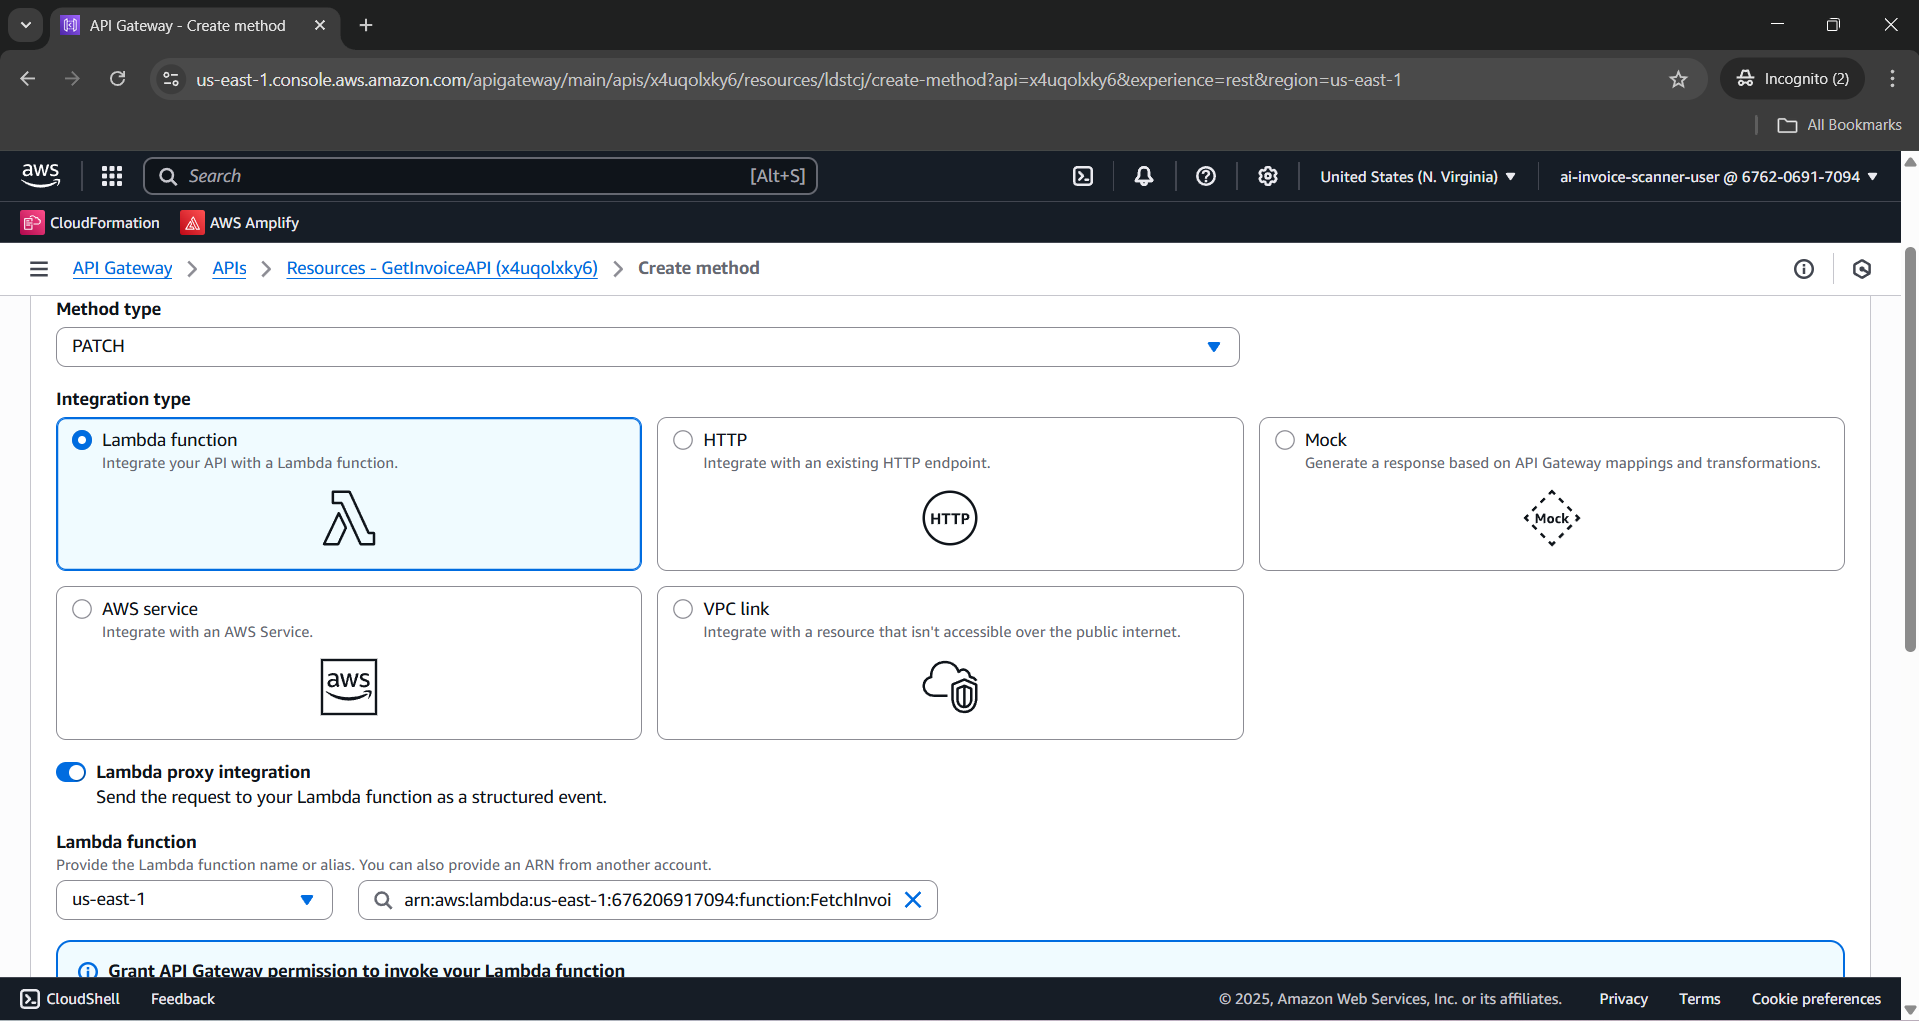 API Gateway - Create method
us-east-1.console.aws.amazon.com/apigateway/main/apis/x4uqolxky6/resources/ldstcj/create-method?api=x4uqolxky6&experience=rest&region=us-east-1
Incognito (2)
All Bookmarks
aws
Search
[Alt+S]
United States (N. Virginia)
ai-invoice-scanner-user @ 6762-0691-7094
CloudFormation
AWS Amplify
API Gateway
APIs
Resources - GetInvoiceAPI (x4uqolxky6)
Create method
Method type
PATCH
Integration type
Lambda function
Integrate your API with a Lambda function.
HTTP
Integrate with an existing HTTP endpoint.
HTTP
Mock
Generate a response based on API Gateway mappings and transformations.
Mock
AWS service
Integrate with an AWS Service.
aws
VPC link
Integrate with a resource that isn't accessible over the public internet.
Lambda proxy integration
Send the request to your Lambda function as a structured event.
Lambda function
Provide the Lambda function name or alias. You can also provide an ARN from another account.
us-east-1
arn:aws:lambda:us-east-1:676206917094:function:FetchInvoi
Grant API Gateway permission to invoke your Lambda function
CloudShell
Feedback
© 2025, Amazon Web Services, Inc. or its affiliates.
Privacy
Terms
Cookie preferences